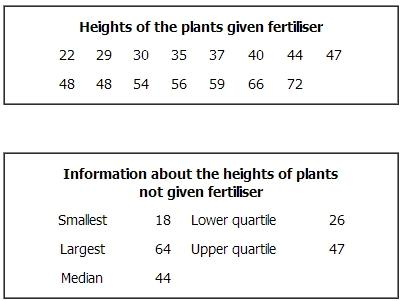 Heights of the plants given fertiliser
22 29 30 35 37 40 44 47
48 48 54 56 59 66 72
Information about the heights of plants
not given fertiliser
Smallest 18 Lower quartile 26
Largest 64 Upper quartile 47
Median 44